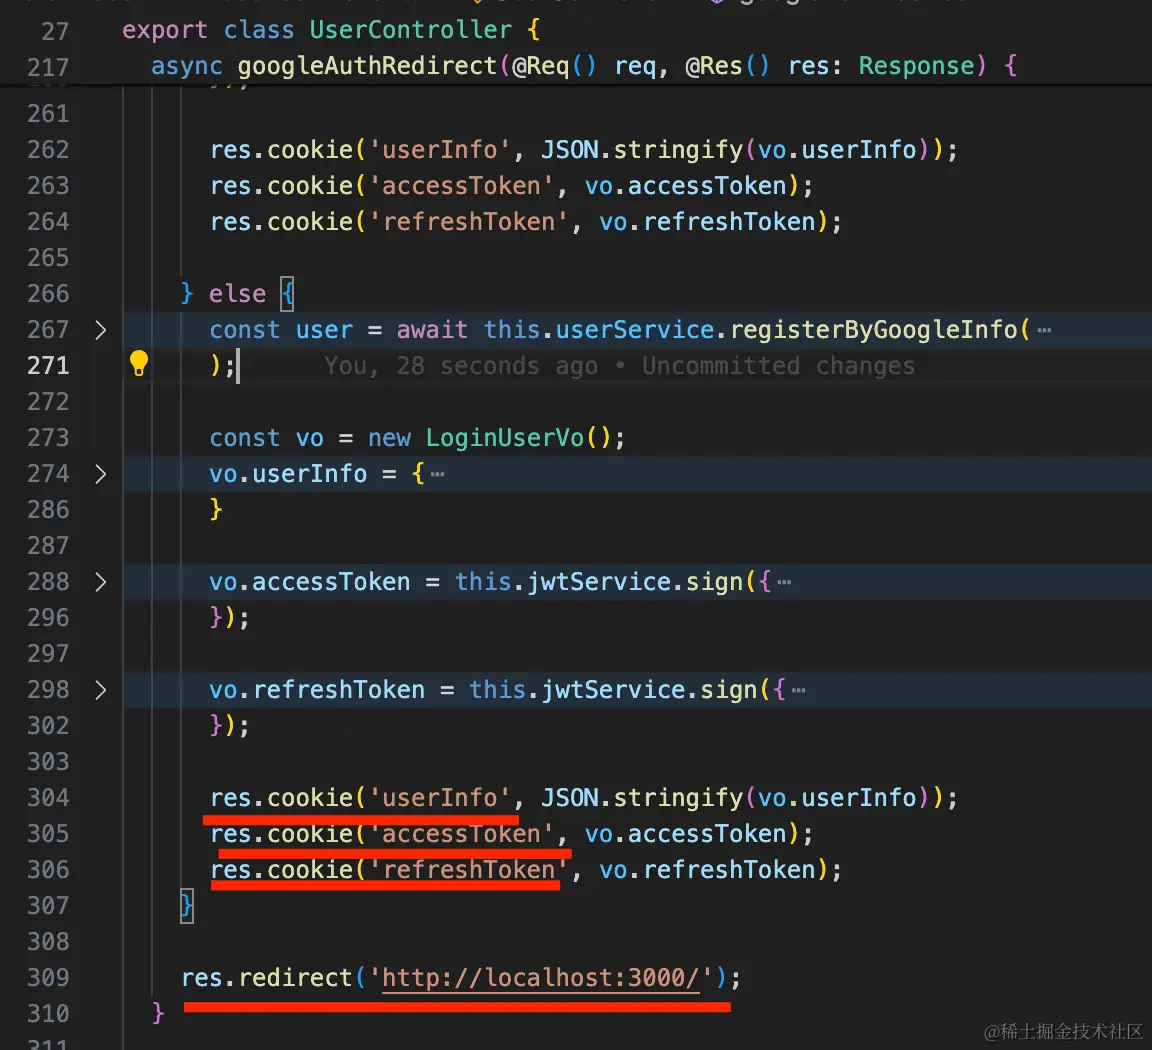 27 export class UserController {
217 async googleAuthRedirect(@Req() req, @Res() res: Response) {
261
262 res.cookie('userInfo', JSON.stringify(vo.userInfo));
263 res.cookie('accessToken', vo.accessToken);
264 res.cookie('refreshToken', vo.refreshToken);
265
266 } else {
267 const user = await this.userService.registerByGoogleInfo(…
271 ); You, 28 seconds ago • Uncommitted changes
272
273 const vo = new LoginUserVo();
274 vo.userInfo = {…
286 }
287
288 vo.accessToken = this.jwtService.sign({…
296 });
297
298 vo.refreshToken = this.jwtService.sign({…
302 });
303
304 res.cookie('userInfo', JSON.stringify(vo.userInfo));
305 res.cookie('accessToken', vo.accessToken);
306 res.cookie('refreshToken', vo.refreshToken);
307 }
308
309 res.redirect('http://localhost:3000/');
310 }
311
@稀土掘金技术社区